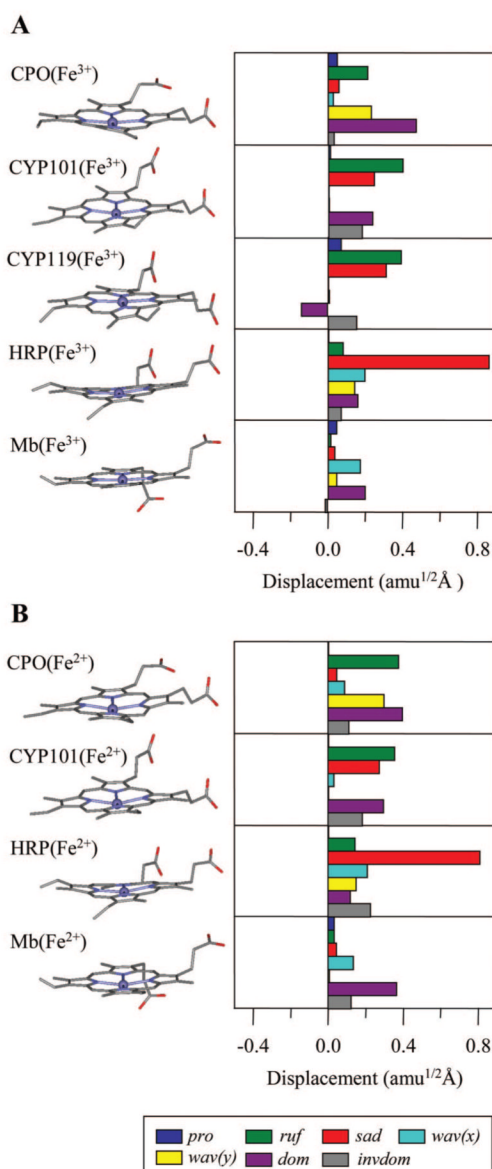 A
CPO(Fe³⁺)
CYP101(Fe³⁺)
CYP119(Fe³⁺)
HRP(Fe³⁺)
Mb(Fe³⁺)
-0.4 0.0 0.4 0.8
Displacement (amu¹/²Å )
B
CPO(Fe²⁺)
CYP101(Fe²⁺)
HRP(Fe²⁺)
Mb(Fe²⁺)
-0.4 0.0 0.4 0.8
Displacement (amu¹/²Å)
pro ruf sad wav(x)
wav(y) dom invdom